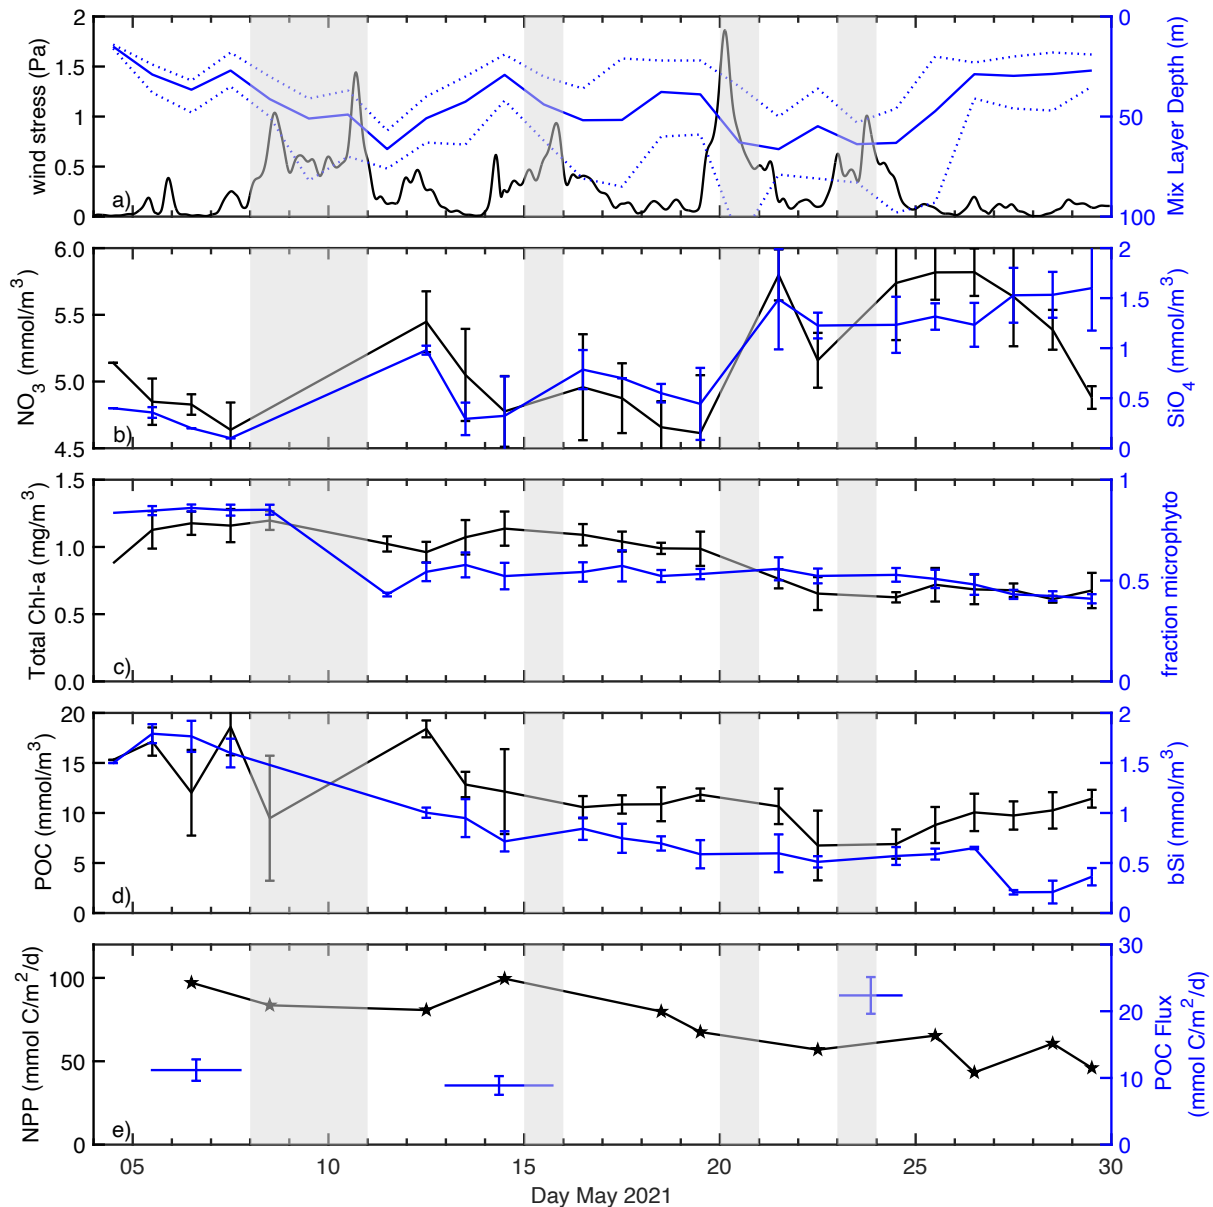 2
1.5
1
0.5
0
wind stress (Pa)
a)
0
50
100
Mix Layer Depth (m)
6.0
5.5
5.0
4.5
NO3 (mmol/m3)
b)
2
1.5
1
0.5
0
SiO4 (mmol/m3)
1.5
1.0
0.5
0.0
Total Chl-a (mg/m3)
c)
1
0.5
0
fraction microphyto
20
15
10
5
0
POC (mmol/m3)
d)
2
1.5
1
0.5
0
bSi (mmol/m3)
100
50
0
NPP (mmol C/m2/d)
e)
30
20
10
0
POC Flux
(mmol C/m2/d)
05 10 15 20 25 30
Day May 2021